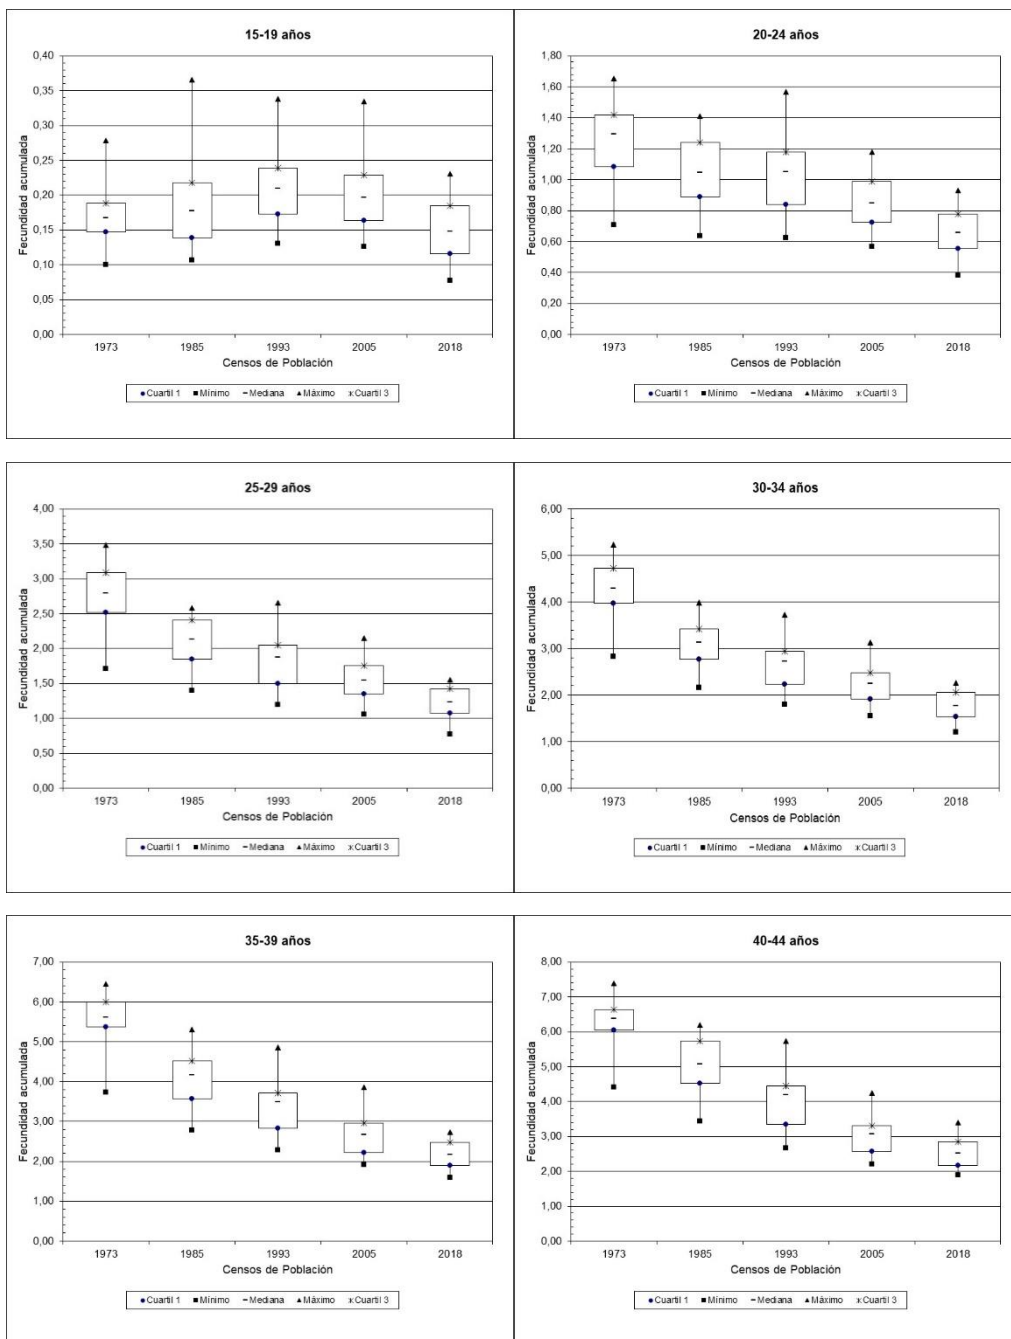 15-19 años
Fecundidad acumulada
0,40
0,35
0,30
0,25
0,20
0,15
0,10
0,05
0,00
1973 1985 1993 2005 2018
Censos de Población
Cuartil 1 Mínimo Mediana Máximo Cuartil 3
20-24 años
Fecundidad acumulada
1,80
1,60
1,40
1,20
1,00
0,80
0,60
0,40
0,20
0,00
1973 1985 1993 2005 2018
Censos de Población
Cuartil 1 Mínimo Mediana Máximo Cuartil 3
25-29 años
Fecundidad acumulada
4,00
3,50
3,00
2,50
2,00
1,50
1,00
0,50
0,00
1973 1985 1993 2005 2018
Censos de Población
Cuartil 1 Mínimo Mediana Máximo Cuartil 3
30-34 años
Fecundidad acumulada
6,00
5,00
4,00
3,00
2,00
1,00
0,00
1973 1985 1993 2005 2018
Censos de Población
Cuartil 1 Mínimo Mediana Máximo Cuartil 3
35-39 años
Fecundidad acumulada
7,00
6,00
5,00
4,00
3,00
2,00
1,00
0,00
1973 1985 1993 2005 2018
Censos de Población
Cuartil 1 Mínimo Mediana Máximo Cuartil 3
40-44 años
Fecundidad acumulada
8,00
7,00
6,00
5,00
4,00
3,00
2,00
1,00
0,00
1973 1985 1993 2005 2018
Censos de Población
Cuartil 1 Mínimo Mediana Máximo Cuartil 3